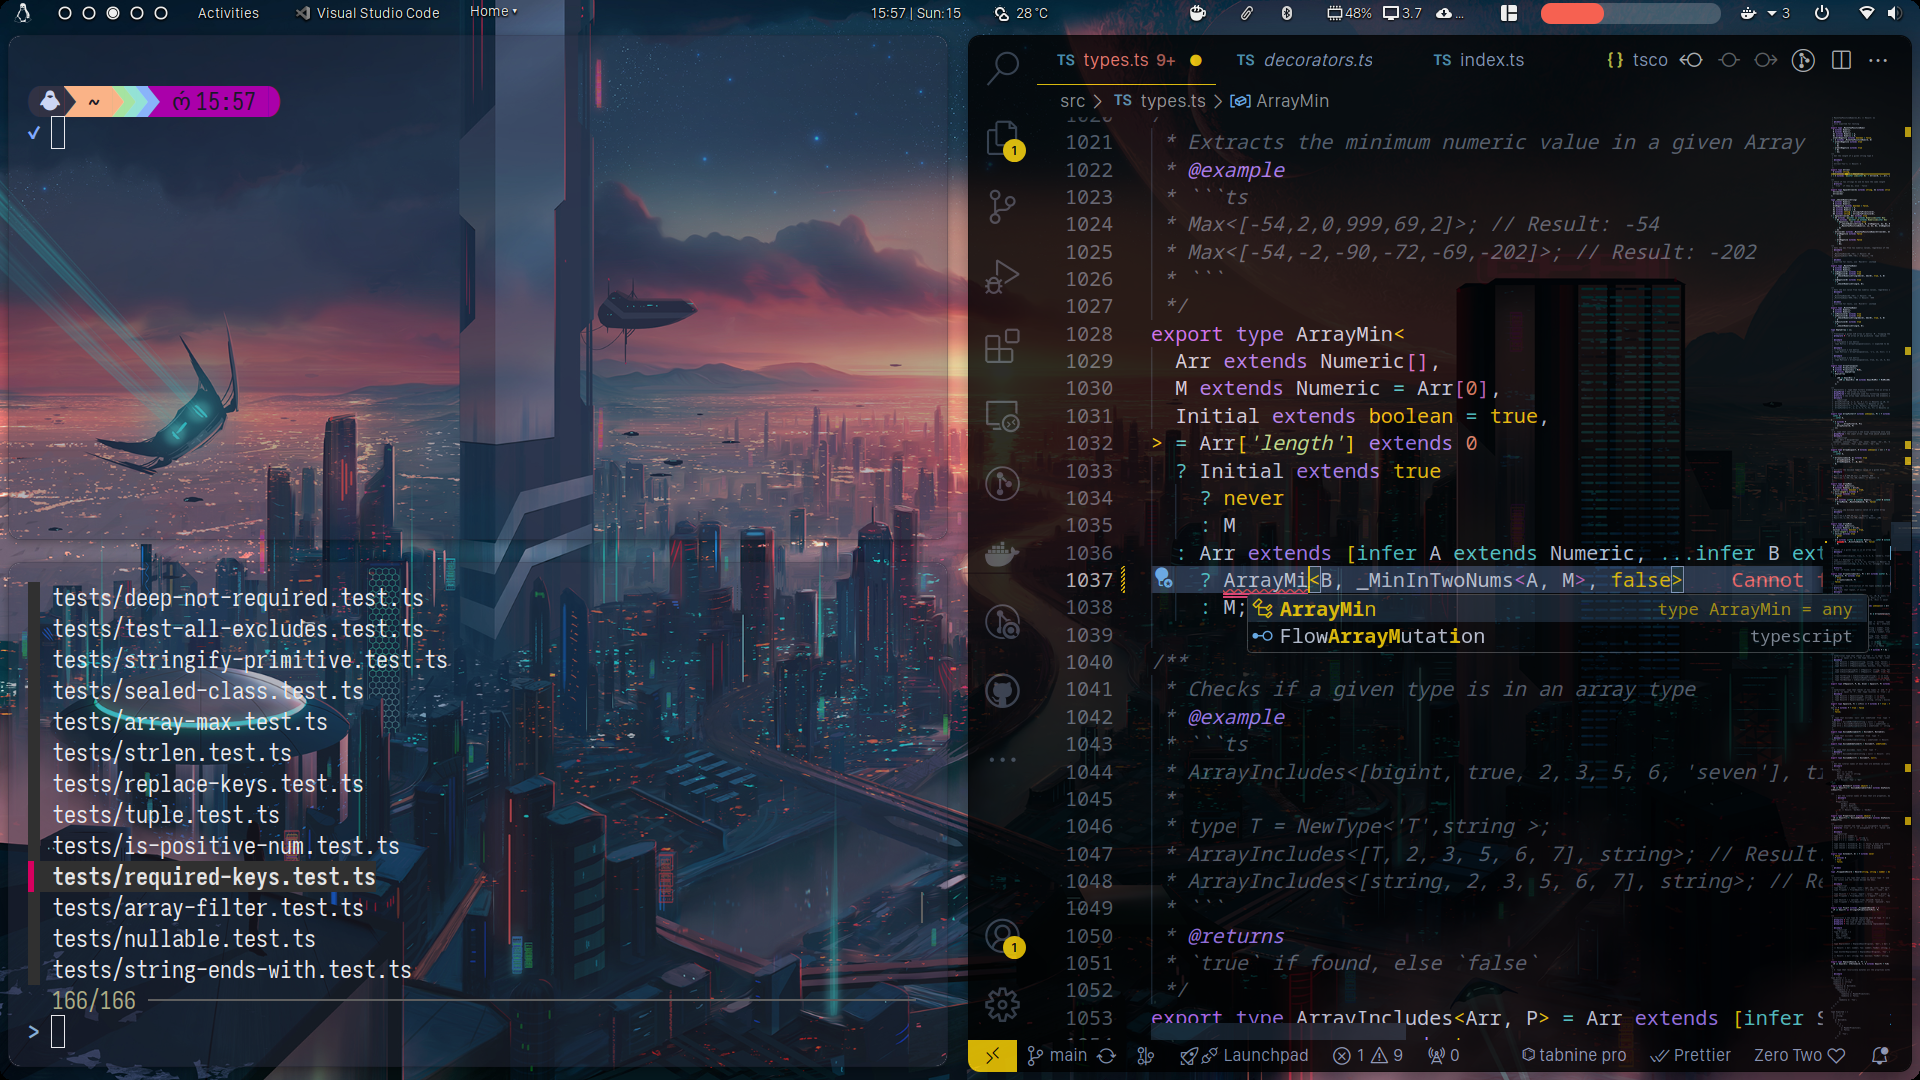 Activities
Visual Studio Code
Home
15:57 | Sun:15
28°C
48%
3.7
...
3
~
15:57
tests/deep-not-required.test.ts
tests/test-all-excludes.test.ts
tests/stringify-primitive.test.ts
tests/sealed-class.test.ts
tests/array-max.test.ts
tests/strlen.test.ts
tests/replace-keys.test.ts
tests/tuple.test.ts
tests/is-positive-num.test.ts
tests/required-keys.test.ts
tests/array-filter.test.ts
tests/nullable.test.ts
tests/string-ends-with.test.ts
166/166
>
TS types.ts 9+
TS decorators.ts
TS index.ts
{} tsco
src > TS types.ts > ArrayMin
1021 * Extracts the minimum numeric value in a given Array
1022 * @example
1023 * ```ts
1024 * Max<[-54,2,0,999,69,2]>; // Result: -54
1025 * Max<[-54,-2,-90,-72,-69,-202]>; // Result: -202
1026 * ```
1027 */
1028 export type ArrayMin<
1029 Arr extends Numeric[],
1030 M extends Numeric = Arr[0],
1031 Initial extends boolean = true,
1032 > = Arr['length'] extends 0
1033 ? Initial extends true
1034 ? never
1035 : M
1036 : Arr extends [infer A extends Numeric, ...infer B ext
1037 ? ArrayMi<B, _MinInTwoNums<A, M>, false> Cannot
1038 : M;
ArrayMin type ArrayMin = any
1039
FlowArrayMutation typescript
1040 /**
1041 * Checks if a given type is in an array type
1042 * @example
1043 * ```ts
1044 * ArrayIncludes<[bigint, true, 2, 3, 5, 6, 'seven'], t
1045 *
1046 * type T = NewType<'T',string >;
1047 * ArrayIncludes<[T, 2, 3, 5, 6, 7], string>; // Result.
1048 * ArrayIncludes<[string, 2, 3, 5, 6, 7], string>; // Re
1049 * ```
1050 * @returns
1051 * `true` if found, else `false`
1052 */
1053 export type ArrayIncludes<Arr, P> = Arr extends [infer S
1
1
main
Launchpad
1
9
0
tabnine pro
Prettier
Zero Two